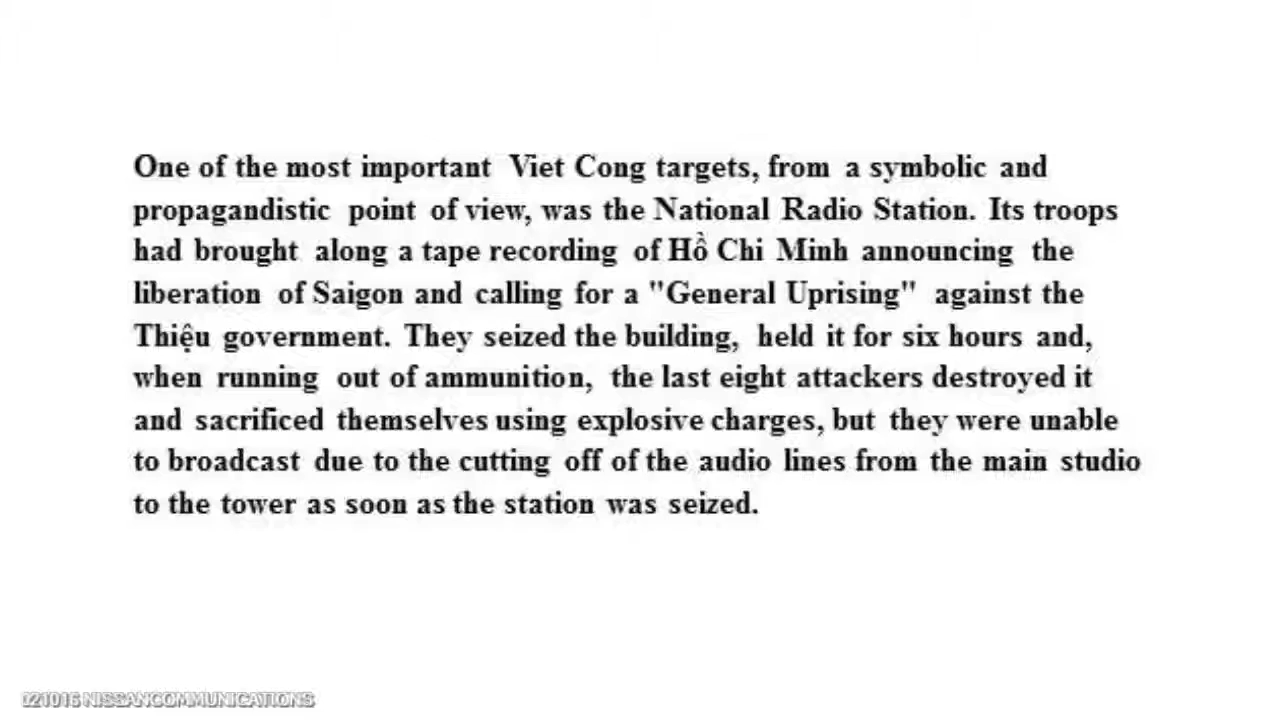 One of the most important Viet Cong targets, from a symbolic and
propagandistic point of view, was the National Radio Station. Its troops
had brought along a tape recording of Hồ Chi Minh announcing the
liberation of Saigon and calling for a "General Uprising" against the
Thiệu government. They seized the building, held it for six hours and,
when running out of ammunition, the last eight attackers destroyed it
and sacrificed themselves using explosive charges, but they were unable
to broadcast due to the cutting off of the audio lines from the main studio
to the tower as soon as the station was seized.
021016 NISSANCOMMUNICATIONS